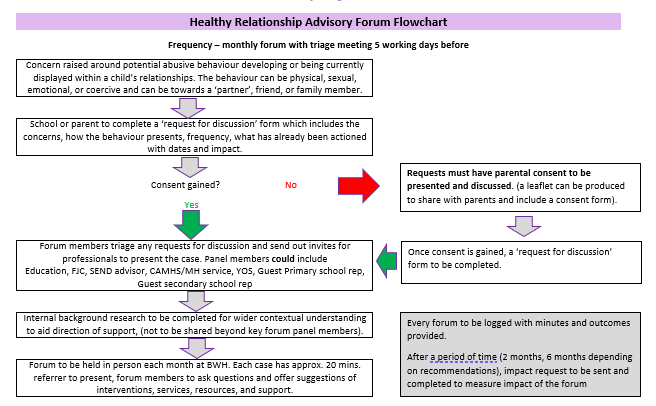 Healthy Relationship Advisory Forum Flowchart
Frequency – monthly forum with triage meeting 5 working days before
Concern raised around potential abusive behaviour developing or being currently
displayed within a child's relationships. The behaviour can be physical, sexual,
emotional, or coercive and can be towards a 'partner', friend, or family member.
School or parent to complete a 'request for discussion' form which includes the
concerns, how the behaviour presents, frequency, what has already been actioned
with dates and impact.
Consent gained?
No
Yes
Requests must have parental consent to be
presented and discussed. (a leaflet can be produced
to share with parents and include a consent form).
Once consent is gained, a 'request for discussion'
form to be completed.
Forum members triage any requests for discussion and send out invites for
professionals to present the case. Panel members could include
Education, FJC, SEND advisor, CAMHS/MH service, YOS, Guest Primary school rep,
Guest secondary school rep
Internal background research to be completed for wider contextual understanding
to aid direction of support, (not to be shared beyond key forum panel members).
Forum to be held in person each month at BWH. Each case has approx. 20 mins.
referrer to present, forum members to ask questions and offer suggestions of
interventions, services, resources, and support.
Every forum to be logged with minutes and outcomes
provided.
After a period of time (2 months, 6 months depending
on recommendations), impact request to be sent and
completed to measure impact of the forum